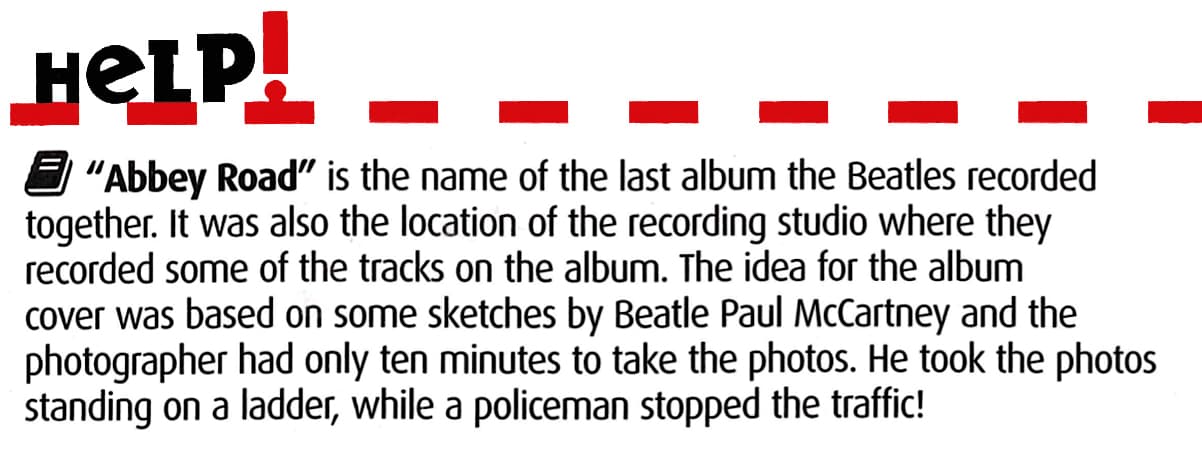 HeLP!
"Abbey Road" is the name of the last album the Beatles recorded
together. It was also the location of the recording studio where they
recorded some of the tracks on the album. The idea for the album
cover was based on some sketches by Beatle Paul McCartney and the
photographer had only ten minutes to take the photos. He took the photos
standing on a ladder, while a policeman stopped the traffic!